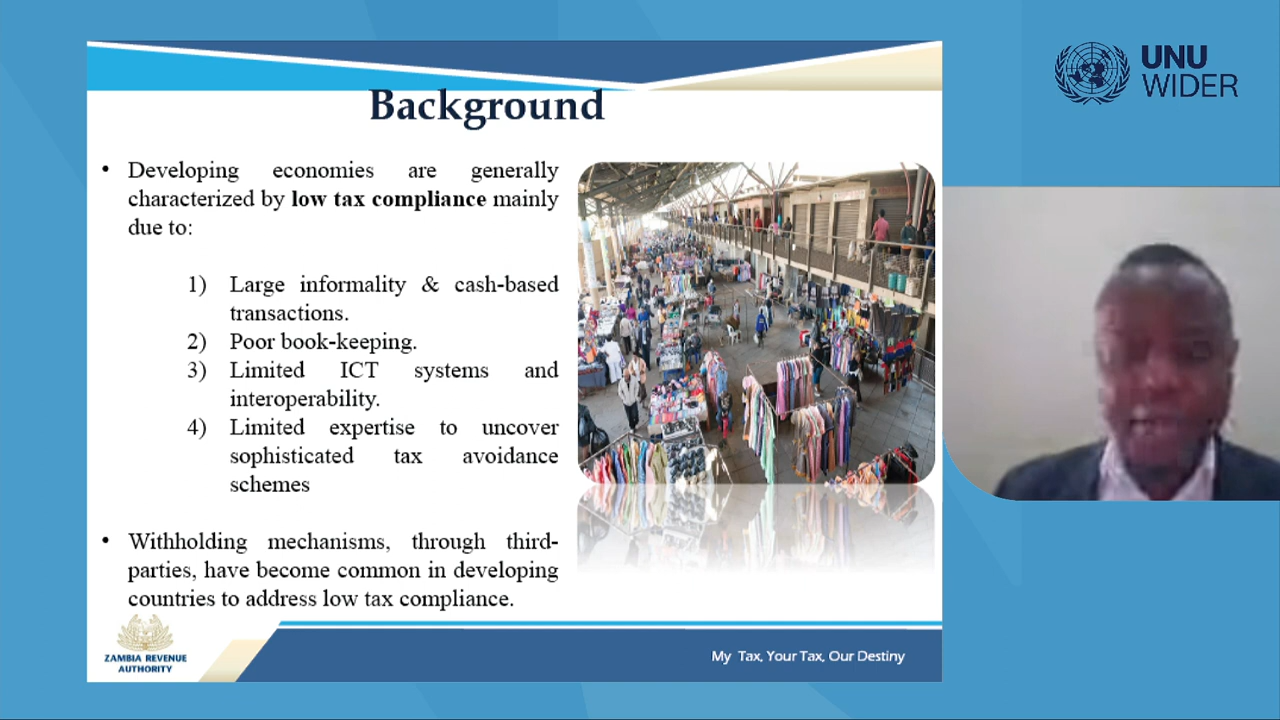 Background
• Developing economies are generally
characterized by low tax compliance mainly
due to:
1) Large informality & cash-based
transactions.
2) Poor book-keeping.
3) Limited ICT systems and
interoperability.
4) Limited expertise to uncover
sophisticated tax avoidance
schemes
• Withholding mechanisms, through third-
parties, have become common in developing
countries to address low tax compliance.
ZAMBIA REVENUE
AUTHORITY
My Tax, Your Tax, Our Destiny
UNU
WIDER